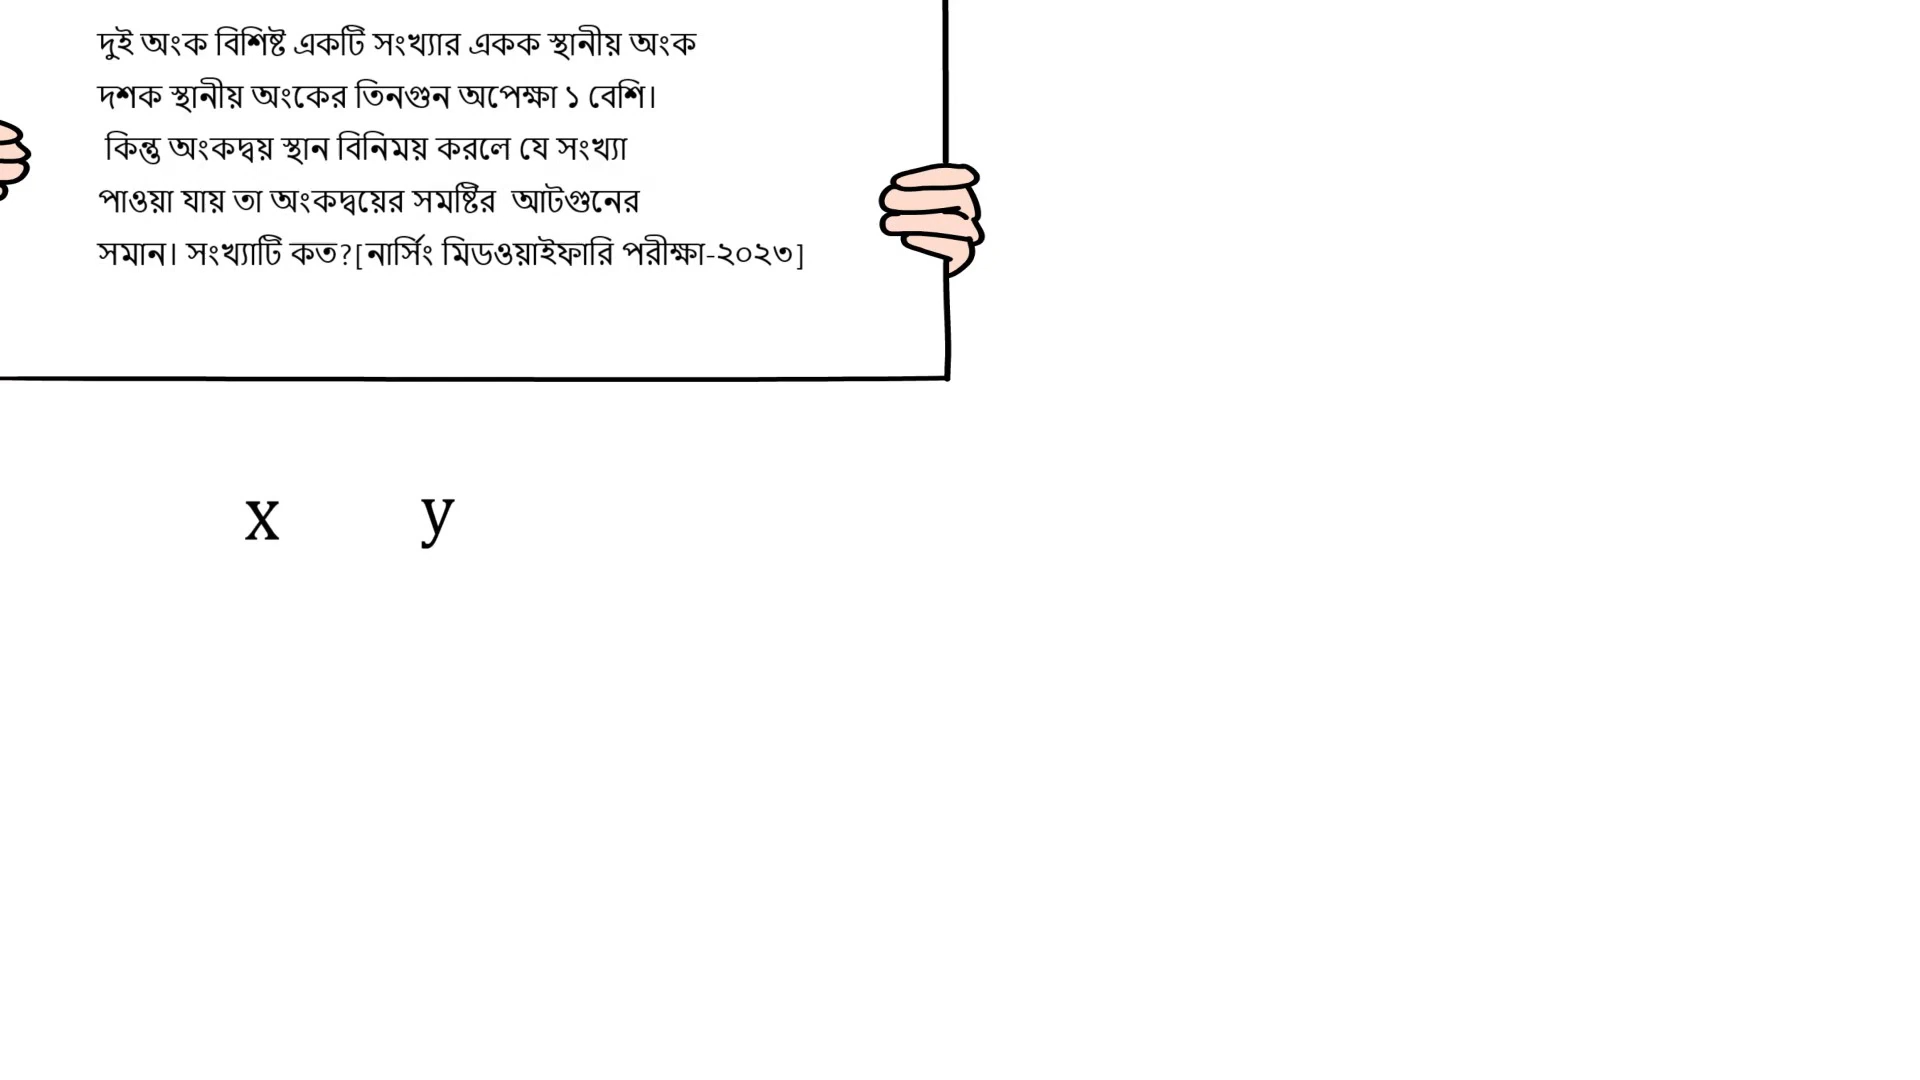 দুই অংক বিশিষ্ট একটি সংখ্যার একক স্থানীয় অংক
দশক স্থানীয় অংকের তিনগুন অপেক্ষা ১ বেশি।
কিন্তু অংকদ্বয় স্থান বিনিময় করলে যে সংখ্যা
পাওয়া যায় তা অংকদ্বয়ের সমষ্টির আটগুনের
সমান। সংখ্যাটি কত?[নার্সিং মিডওয়াইফারি পরীক্ষা-২০২৩]
x y